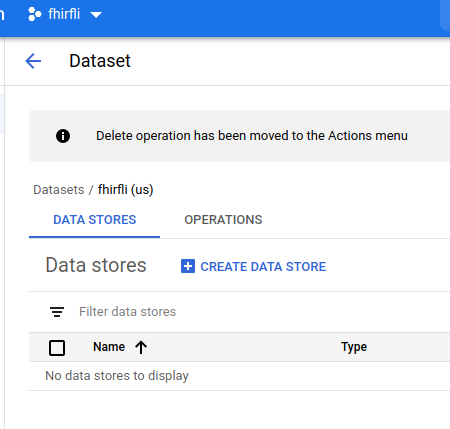 fhirfli
Dataset
Delete operation has been moved to the Actions menu
Datasets / fhirfli (us)
DATA STORES OPERATIONS
Data stores CREATE DATA STORE
Filter data stores
Name Type
No data stores to display